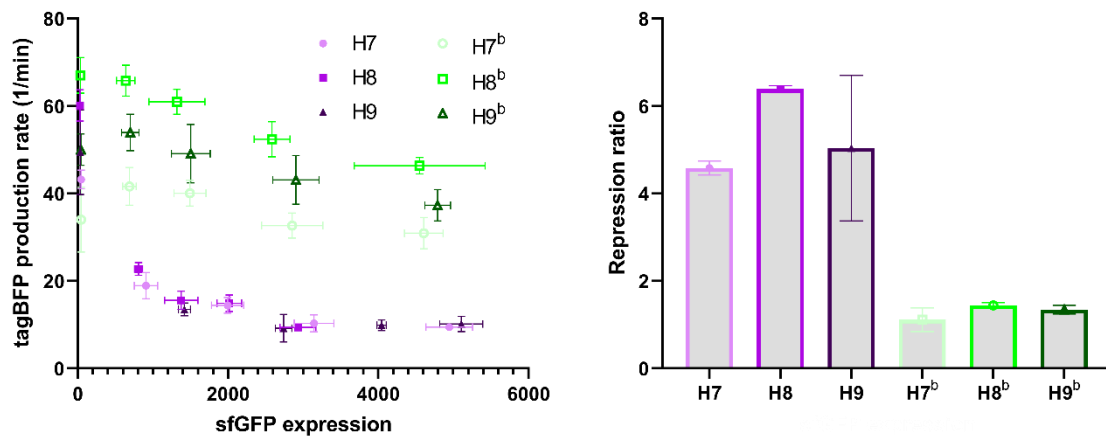 tagBFP production rate (1/min)
80
60
40
20
0
0 2000 4000 6000
sfGFP expression
H7 H7ᵇ
H8 H8ᵇ
H9 H9ᵇ
Repression ratio
8
6
4
2
0
H7 H8 H9 H7ᵇ H8ᵇ H9ᵇ